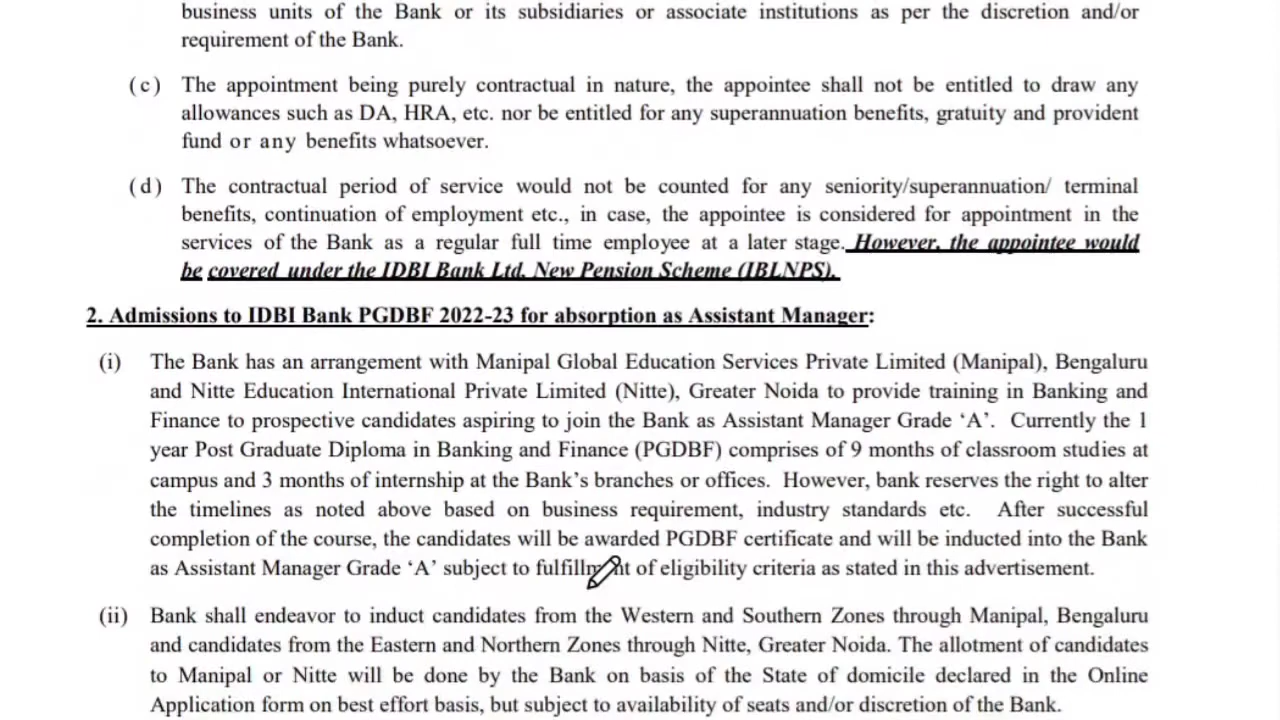 business units of the Bank or its subsidiaries or associate institutions as per the discretion and/or
requirement of the Bank.
(c) The appointment being purely contractual in nature, the appointee shall not be entitled to draw any
allowances such as DA, HRA, etc. nor be entitled for any superannuation benefits, gratuity and provident
fund or any benefits whatsoever.
(d) The contractual period of service would not be counted for any seniority/superannuation/ terminal
benefits, continuation of employment etc., in case, the appointee is considered for appointment in the
services of the Bank as a regular full time employee at a later stage. However, the appointee would
be covered under the IDBI Bank Ltd. New Pension Scheme (IBLNPS).
2. Admissions to IDBI Bank PGDBF 2022-23 for absorption as Assistant Manager:
(i) The Bank has an arrangement with Manipal Global Education Services Private Limited (Manipal), Bengaluru
and Nitte Education International Private Limited (Nitte), Greater Noida to provide training in Banking and
Finance to prospective candidates aspiring to join the Bank as Assistant Manager Grade ‘A’. Currently the 1
year Post Graduate Diploma in Banking and Finance (PGDBF) comprises of 9 months of classroom studies at
campus and 3 months of internship at the Bank’s branches or offices. However, bank reserves the right to alter
the timelines as noted above based on business requirement, industry standards etc. After successful
completion of the course, the candidates will be awarded PGDBF certificate and will be inducted into the Bank
as Assistant Manager Grade ‘A’ subject to fulfillment of eligibility criteria as stated in this advertisement.
(ii) Bank shall endeavor to induct candidates from the Western and Southern Zones through Manipal, Bengaluru
and candidates from the Eastern and Northern Zones through Nitte, Greater Noida. The allotment of candidates
to Manipal or Nitte will be done by the Bank on basis of the State of domicile declared in the Online
Application form on best effort basis, but subject to availability of seats and/or discretion of the Bank.